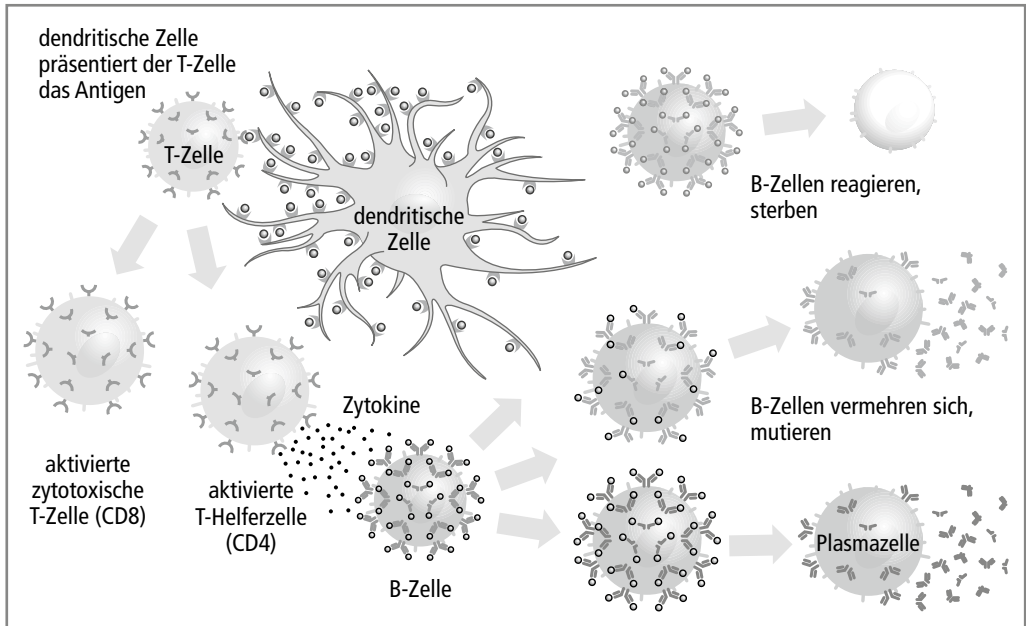 dendritische Zelle
präsentiert der T-Zelle
das Antigen
T-Zelle
dendritische
Zelle
B-Zellen reagieren,
sterben
Zytokine
B-Zellen vermehren sich,
mutieren
aktivierte
zytotoxische
T-Zelle (CD8)
aktivierte
T-Helferzelle
(CD4)
B-Zelle
Plasmazelle